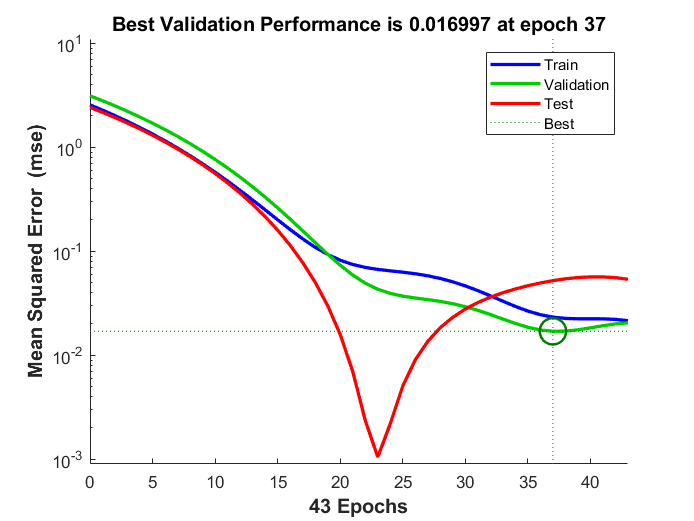 Best Validation Performance is 0.016997 at epoch 37
Mean Squared Error (mse)
10^1
10^0
10^-1
10^-2
10^-3
Train
Validation
Test
Best
0 5 10 15 20 25 30 35 40
43 Epochs